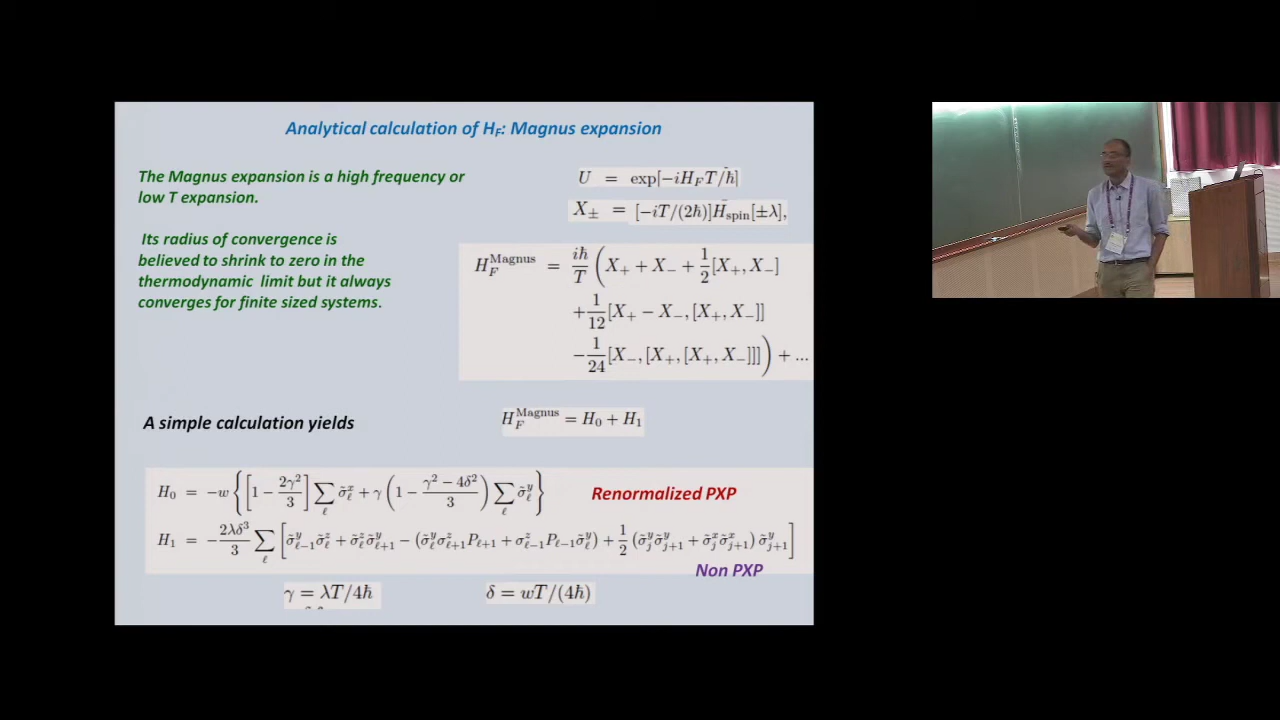 Analytical calculation of H_F: Magnus expansion
The Magnus expansion is a high frequency or
low T expansion.
Its radius of convergence is
believed to shrink to zero in the
thermodynamic limit but it always
converges for finite sized systems.
U = exp[−iH_F T/ħ]
X_± = [−iT/(2ħ)]H_spin[±λ],
H_F^Magnus = iħ/T (X_+ + X_− + 1/2[X_+, X_−]
+1/12[X_+ − X_−, [X_+, X_−]]
−1/24[X_−, [X_+, [X_+, X_−]]]) + ...
A simple calculation yields
H_F^Magnus = H_0 + H_1
H_0 = −w {[1 − 2γ²/3] ∑_ℓ σ̃_ℓ^x + γ (1 − (γ² − 4δ²)/3) ∑_ℓ σ̃_ℓ^y}
Renormalized PXP
H_1 = −2λδ³/3 ∑_ℓ [σ̃_{ℓ−1}^y σ̃_ℓ^z + σ̃_ℓ^z σ̃_{ℓ+1}^y − (σ̃_ℓ^y σ_{ℓ+1}^z P_{ℓ+1} + σ_{ℓ−1}^z P_{ℓ−1} σ̃_ℓ^y) + 1/2 (σ̃_j^y σ̃_{j+1}^y + σ̃_j^x σ̃_{j+1}^x) σ̃_{j+1}^y]
Non PXP
γ = λT/4ħ
δ = wT/(4ħ)